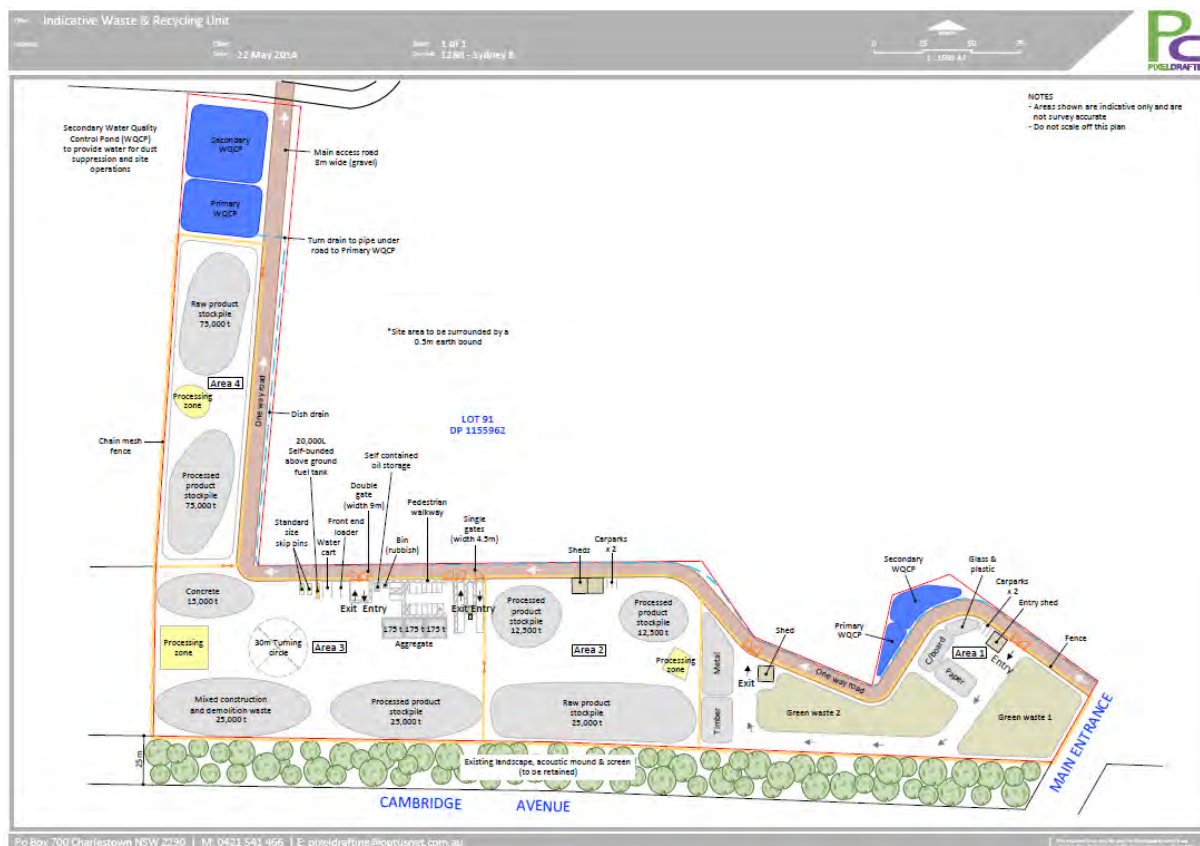 Indicative Waste & Recycling Unit
22 May 2014
1 of 1
1288 - Sydney B
PIXELDRAFTING
NOTES
- Areas shown are indicative only and are
not survey accurate
- Do not scale off this plan
Secondary Water Quality
Control Pond (WQCP)
to provide water for dust
suppression and site
operations
Secondary
WQCP
Primary
WQCP
Main access road
8m wide (gravel)
Turn drain to pipe under
road to Primary WQCP
Raw product
stockpile
75,000 t
Area 4
Processing
zone
One way road
Dish drain
*Site area to be surrounded by a
0.5m earth bound
LOT 91
DP 1155962
Chain mesh
fence
Processed
product
stockpile
75,000 t
20,000L
Self-bunded
above ground
fuel tank
Self contained
oil storage
Double
gate
(width 9m)
Pedestrian
walkway
Standard
size
skip pins
Water
cart
Front end
loader
Bin
(rubbish)
Single
gates
(width 4.5m)
Sheds
Carparks
x 2
Secondary
WQCP
Glass &
plastic
Carparks
x 2
Entry shed
Fence
Primary
WQCP
Concrete
15,000 t
Exit Entry
Exit Entry
Processing
zone
30m Turning
circle
Area 3
175 t 175 t 175 t
Aggregate
Processed
product
stockpile
12,500 t
Processed
product
stockpile
12,500 t
Area 2
Processing
zone
Metal
Timber
Shed
Exit
One way road
C/board
Area 1
Paper
Entry
Mixed construction
and demolition waste
25,000 t
Processed product
stockpile
25,000 t
Raw product
stockpile
25,000 t
Green waste 2
Green waste 1
MAIN ENTRANCE
25m
Existing landscape, acoustic mound & screen
(to be retained)
CAMBRIDGE AVENUE
Po Box 700 Charlestown NSW 2290 | M: 0421 541 466 | E: pixeldrafting@optusnet.com.au